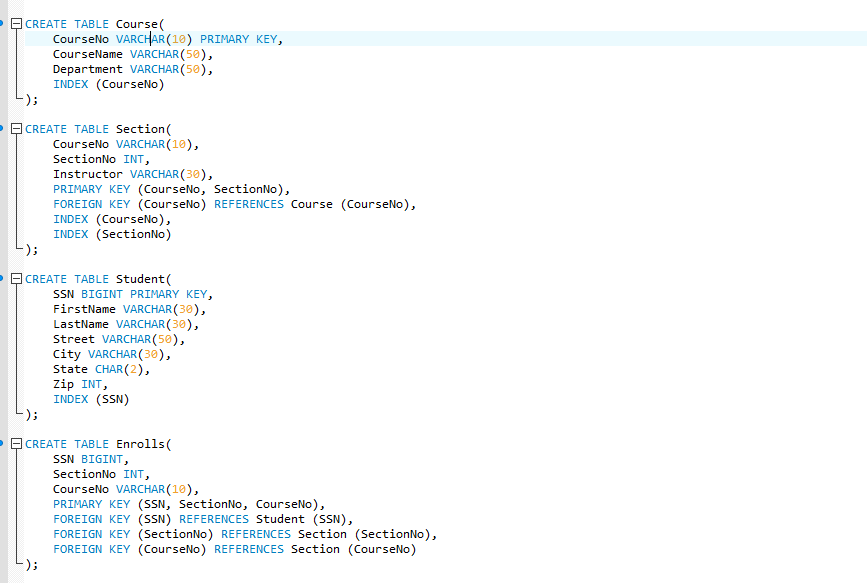 CREATE TABLE Course(
CourseNo VARCHAR(10) PRIMARY KEY,
CourseName VARCHAR(50),
Department VARCHAR(50),
INDEX (CourseNo)
);
CREATE TABLE Section(
CourseNo VARCHAR(10),
SectionNo INT,
Instructor VARCHAR(30),
PRIMARY KEY (CourseNo, SectionNo),
FOREIGN KEY (CourseNo) REFERENCES Course (CourseNo),
INDEX (CourseNo),
INDEX (SectionNo)
);
CREATE TABLE Student(
SSN BIGINT PRIMARY KEY,
FirstName VARCHAR(30),
LastName VARCHAR(30),
Street VARCHAR(50),
City VARCHAR(30),
State CHAR(2),
Zip INT,
INDEX (SSN)
);
CREATE TABLE Enrolls(
SSN BIGINT,
SectionNo INT,
CourseNo VARCHAR(10),
PRIMARY KEY (SSN, SectionNo, CourseNo),
FOREIGN KEY (SSN) REFERENCES Student (SSN),
FOREIGN KEY (SectionNo) REFERENCES Section (SectionNo),
FOREIGN KEY (CourseNo) REFERENCES Section (CourseNo)
);